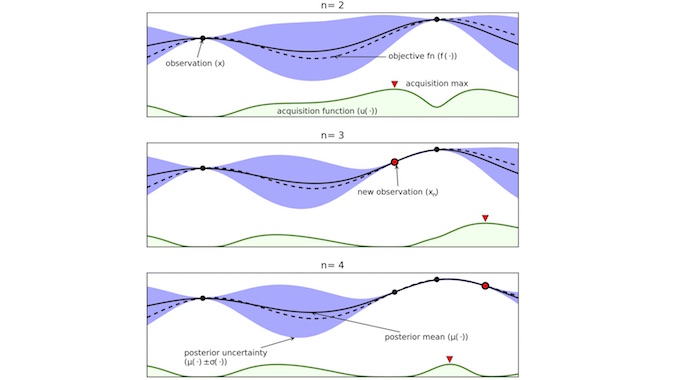 n= 2
observation (x)
objective fn (f(·))
acquisition max
acquisition function (u(·))
n= 3
new observation (xₙ)
n= 4
posterior mean (μ(·))
posterior uncertainty
(μ(·) ±σ(·))